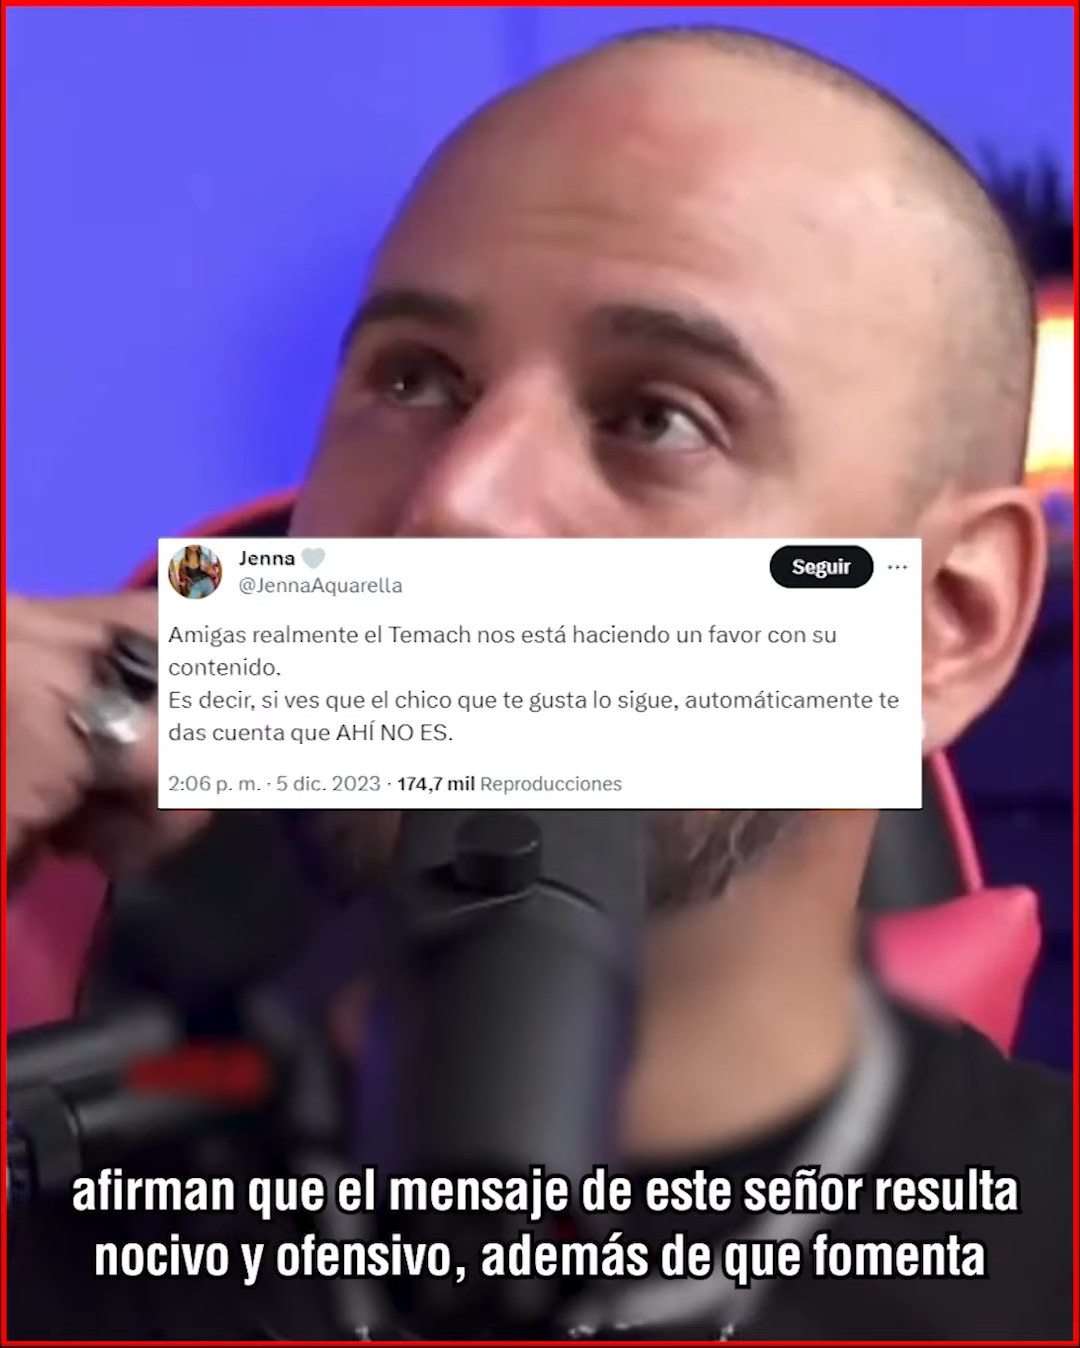 Jenna
@JennaAquarella
Seguir
Amigas realmente el Temach nos está haciendo un favor con su
contenido.
Es decir, si ves que el chico que te gusta lo sigue, automáticamente te
das cuenta que AHÍ NO ES.
2:06 p. m. · 5 dic. 2023 · 174,7 mil Reproducciones
afirman que el mensaje de este señor resulta
nocivo y ofensivo, además de que fomenta